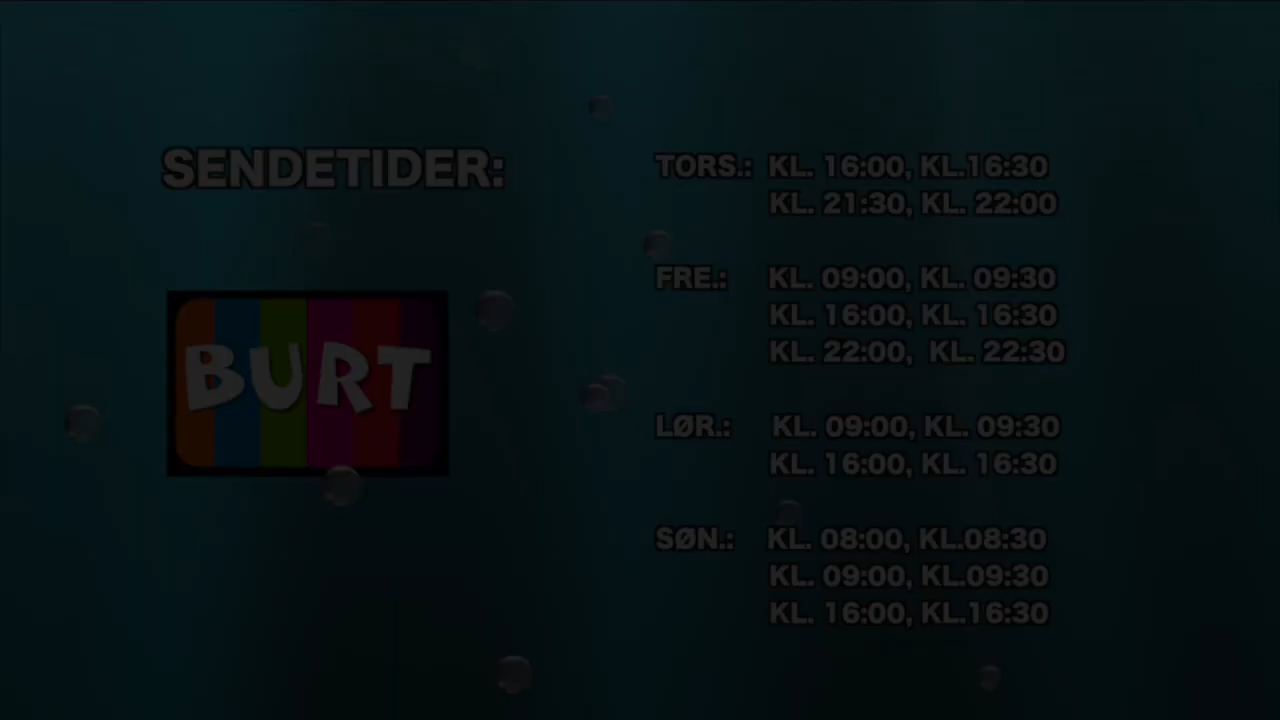 SENDETIDER:
BURT
TORS.: KL. 16:00, KL.16:30
KL. 21:30, KL. 22:00
FRE.: KL. 09:00, KL. 09:30
KL. 16:00, KL. 16:30
KL. 22:00, KL. 22:30
LØR.: KL. 09:00, KL. 09:30
KL. 16:00, KL. 16:30
SØN.: KL. 08:00, KL.08:30
KL. 09:00, KL.09:30
KL. 16:00, KL.16:30